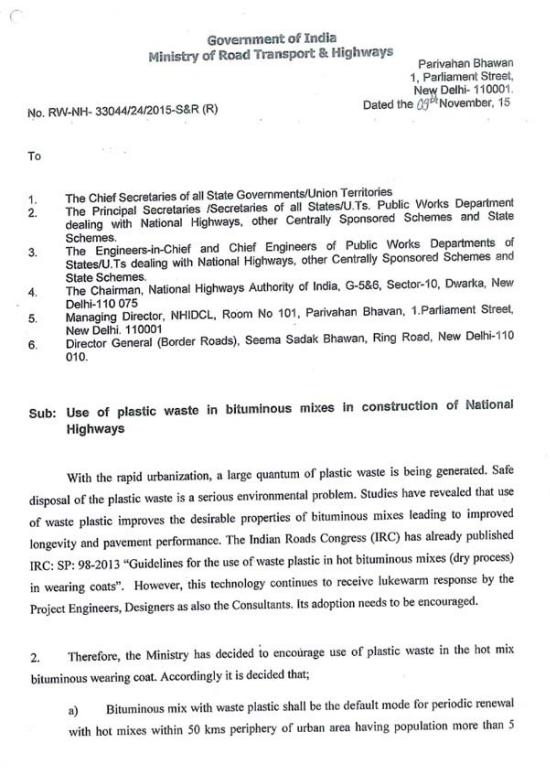 Government of India
Ministry of Road Transport & Highways
Parivahan Bhawan
1, Parliament Street,
New Delhi- 110001.
Dated the 09th November, 15
No. RW-NH- 33044/24/2015-S&R (R)
To
1. The Chief Secretaries of all State Governments/Union Territories
2. The Principal Secretaries /Secretaries of all States/U.Ts. Public Works Department
dealing with National Highways, other Centrally Sponsored Schemes and State
Schemes.
3. The Engineers-in-Chief and Chief Engineers of Public Works Departments of
States/U.Ts dealing with National Highways, other Centrally Sponsored Schemes and
State Schemes.
4. The Chairman, National Highways Authority of India, G-5&6, Sector-10, Dwarka, New
Delhi-110 075
5. Managing Director, NHIDCL, Room No 101, Parivahan Bhavan, 1.Parliament Street,
New Delhi. 110001
6. Director General (Border Roads), Seema Sadak Bhawan, Ring Road, New Delhi-110
010.
Sub: Use of plastic waste in bituminous mixes in construction of National
Highways
With the rapid urbanization, a large quantum of plastic waste is being generated. Safe
disposal of the plastic waste is a serious environmental problem. Studies have revealed that use
of waste plastic improves the desirable properties of bituminous mixes leading to improved
longevity and pavement performance. The Indian Roads Congress (IRC) has already published
IRC: SP: 98-2013 “Guidelines for the use of waste plastic in hot bituminous mixes (dry process)
in wearing coats”. However, this technology continues to receive lukewarm response by the
Project Engineers, Designers as also the Consultants. Its adoption needs to be encouraged.
2. Therefore, the Ministry has decided to encourage use of plastic waste in the hot mix
bituminous wearing coat. Accordingly it is decided that;
a) Bituminous mix with waste plastic shall be the default mode for periodic renewal
with hot mixes within 50 kms periphery of urban area having population more than 5